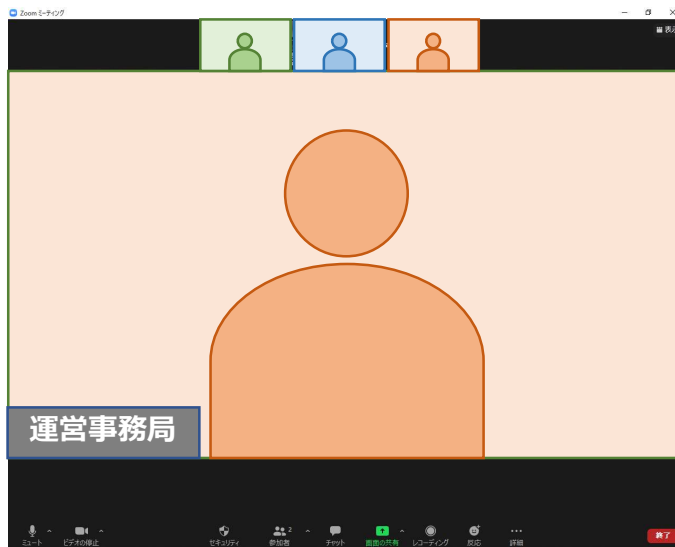 Zoom ミーティング
表示
運営事務局
ミュート
ビデオの停止
セキュリティ
参加者
2
チャット
画面の共有
レコーディング
反応
詳細
終了